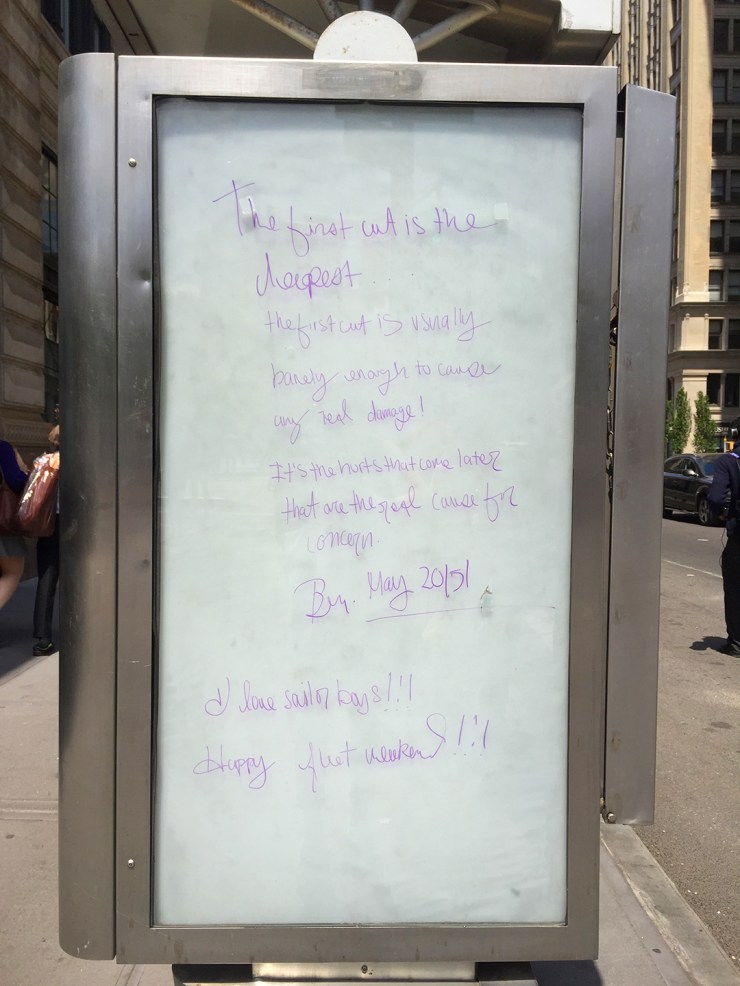 The first cut is the
deepest...
the first cut is usually
barely enough to cause
any real damage!
It's the hurts that come later
that are the real cause for
concern.
May 2015!
I love sailor boys!!!
Happy fleet weekend!!!